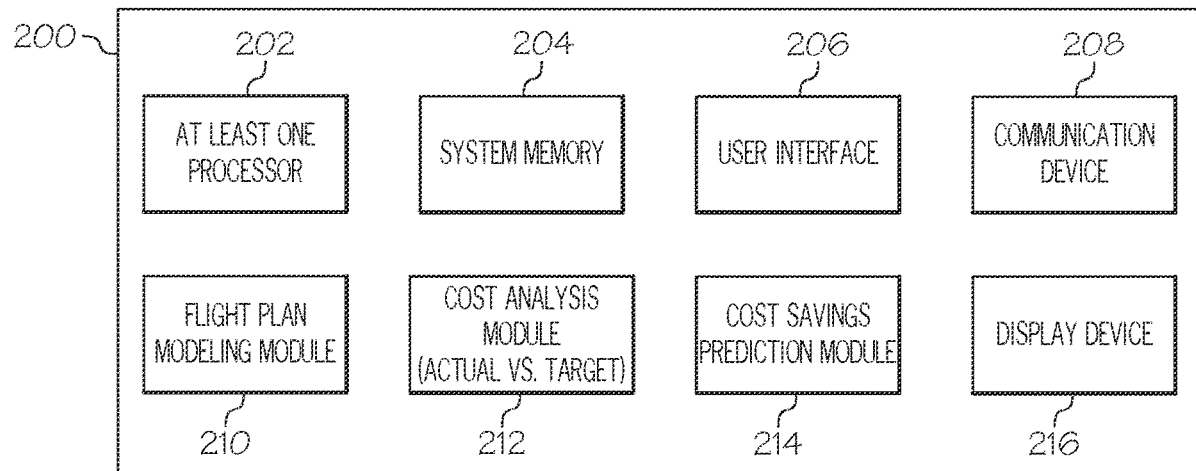 200
202
204
206
208
AT LEAST ONE
PROCESSOR
SYSTEM MEMORY
USER INTERFACE
COMMUNICATION
DEVICE
FLIGHT PLAN
MODELING MODULE
COST ANALYSIS
MODULE
(ACTUAL VS. TARGET)
COST SAVINGS
PREDICTION MODULE
DISPLAY DEVICE
210
212
214
216